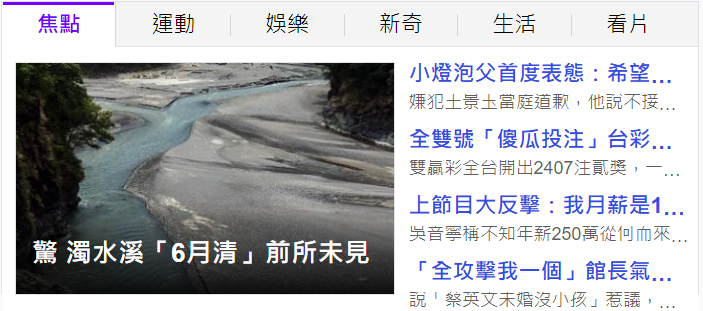 焦點
運動
娛樂
新奇
生活
看片
驚 濁水溪「6月清」前所未見
小燈泡父首度表態：希望...
嫌犯王景玉當庭道歉，他說不接...
全雙號「傻瓜投注」台彩...
雙贏彩全台開出2407注貳獎，一...
上節目大反擊：我月薪是1...
吳音寧稱不知年薪250萬從何而來...
「全攻擊我一個」館長氣...
說「蔡英文未婚沒小孩」惹議，...